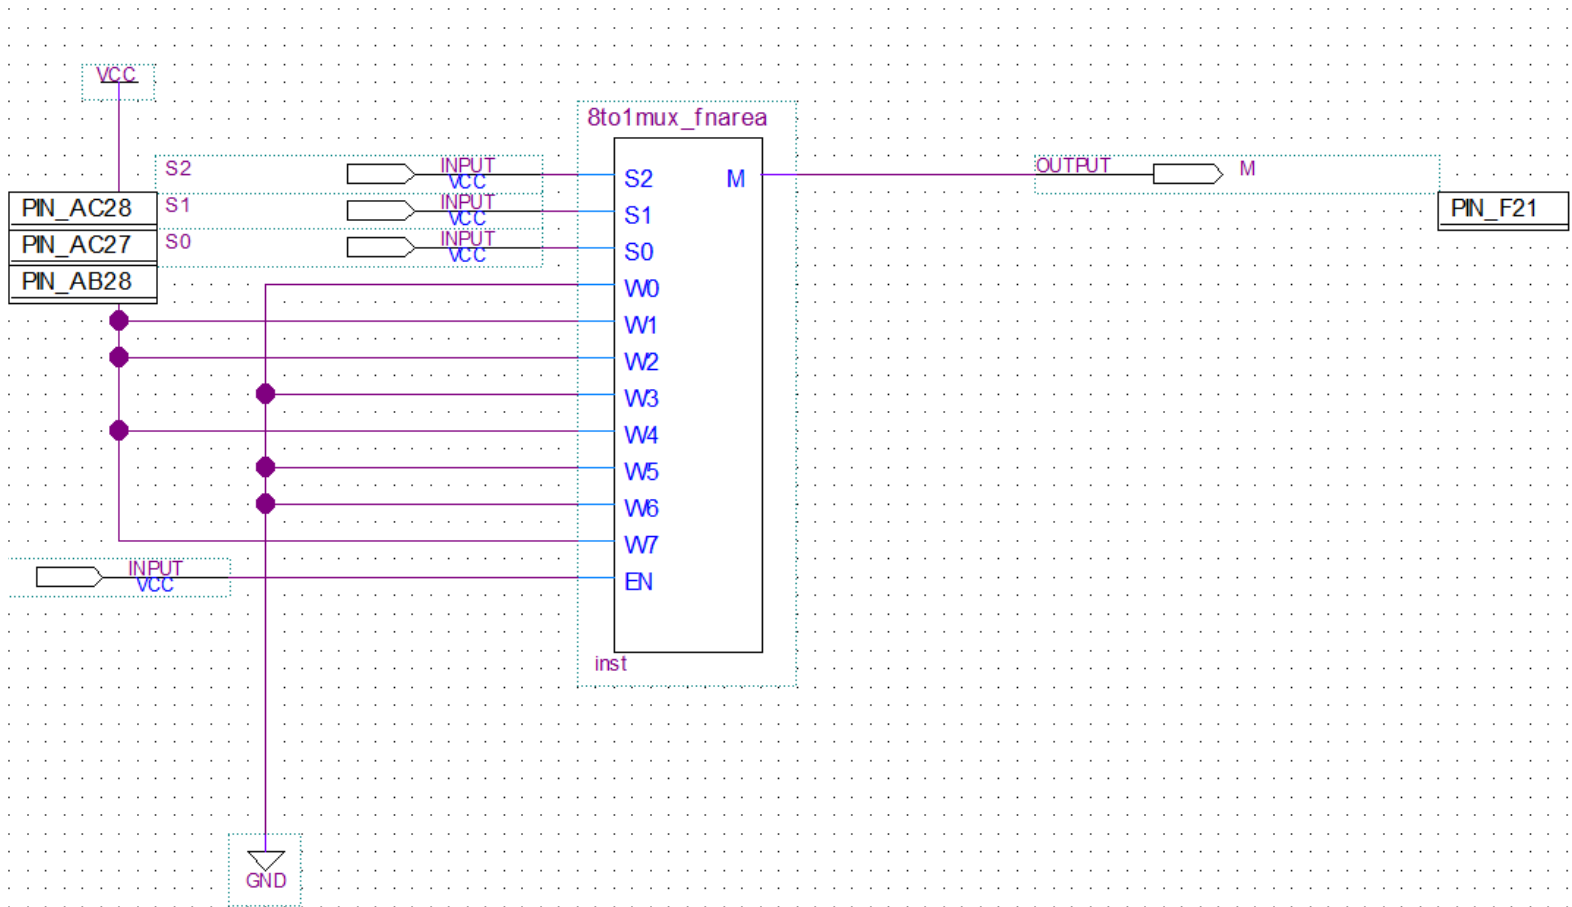 VCC
8to1mux_fnarea
S2 INPUT VCC S2 M OUTPUT M
PIN_AC28 S1 INPUT VCC S1 PIN_F21
PIN_AC27 S0 INPUT VCC S0
PIN_AB28 W0
W1
W2
W3
W4
W5
W6
W7
INPUT VCC EN
inst
GND